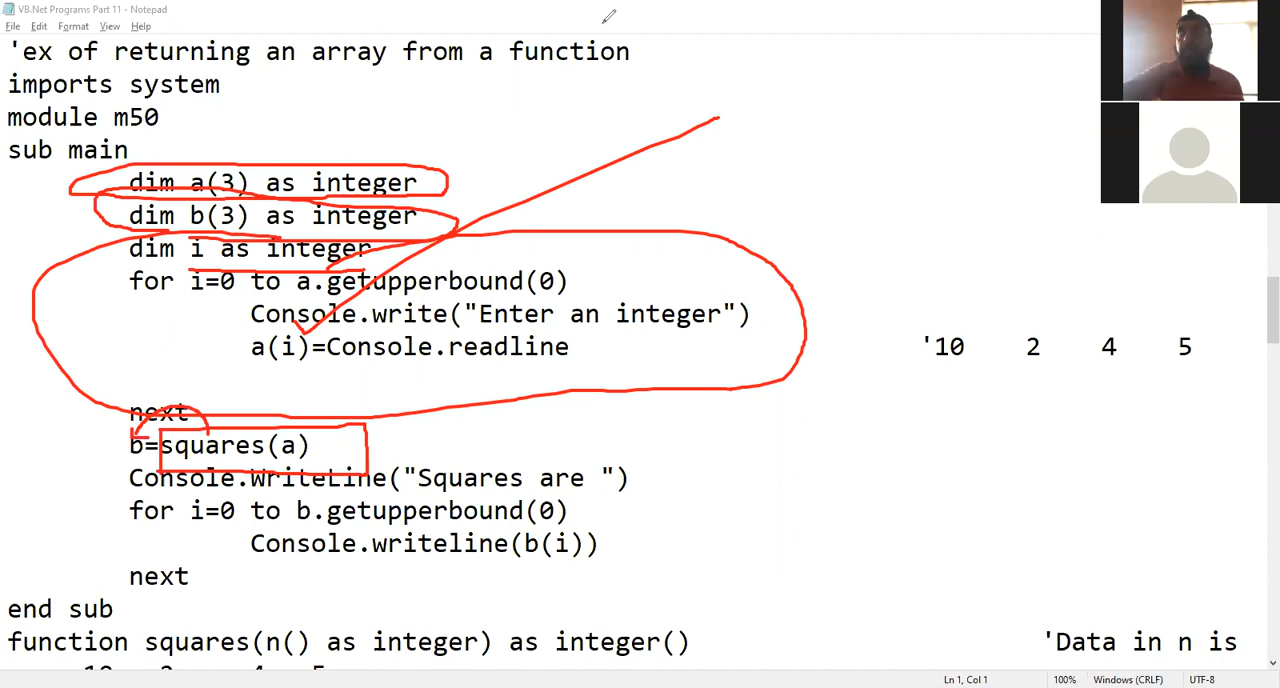 VB.Net Programs Part 11 - Notepad
File Edit Format View Help
'ex of returning an array from a function
imports system
module m50
sub main
dim a(3) as integer
dim b(3) as integer
dim i as integer
for i=0 to a.getupperbound(0)
Console.write("Enter an integer")
a(i)=Console.readline '10 2 4 5
next
b=squares(a)
Console.WriteLine("Squares are ")
for i=0 to b.getupperbound(0)
Console.writeline(b(i))
next
end sub
function squares(n() as integer) as integer() 'Data in n is
Ln 1, Col 1 100% Windows (CRLF) UTF-8